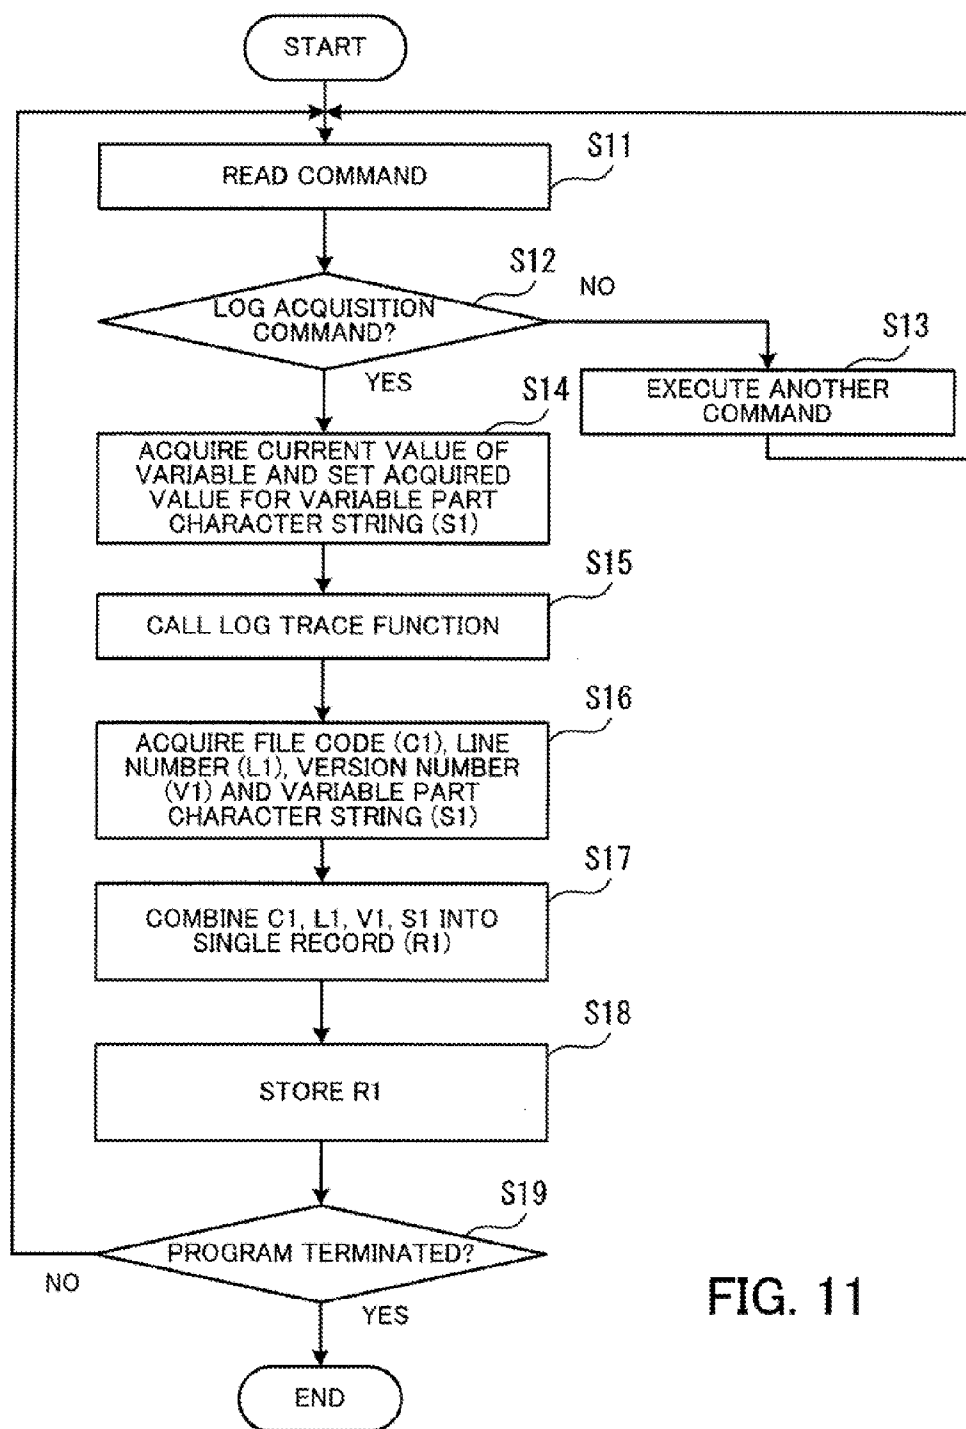 START
S11
READ COMMAND
S12
LOG ACQUISITION
COMMAND?
NO
YES
S13
EXECUTE ANOTHER
COMMAND
S14
ACQUIRE CURRENT VALUE OF
VARIABLE AND SET ACQUIRED
VALUE FOR VARIABLE PART
CHARACTER STRING (S1)
S15
CALL LOG TRACE FUNCTION
S16
ACQUIRE FILE CODE (C1), LINE
NUMBER (L1), VERSION NUMBER
(V1) AND VARIABLE PART
CHARACTER STRING (S1)
S17
COMBINE C1, L1, V1, S1 INTO
SINGLE RECORD (R1)
S18
STORE R1
S19
PROGRAM TERMINATED?
NO
YES
END
FIG. 11